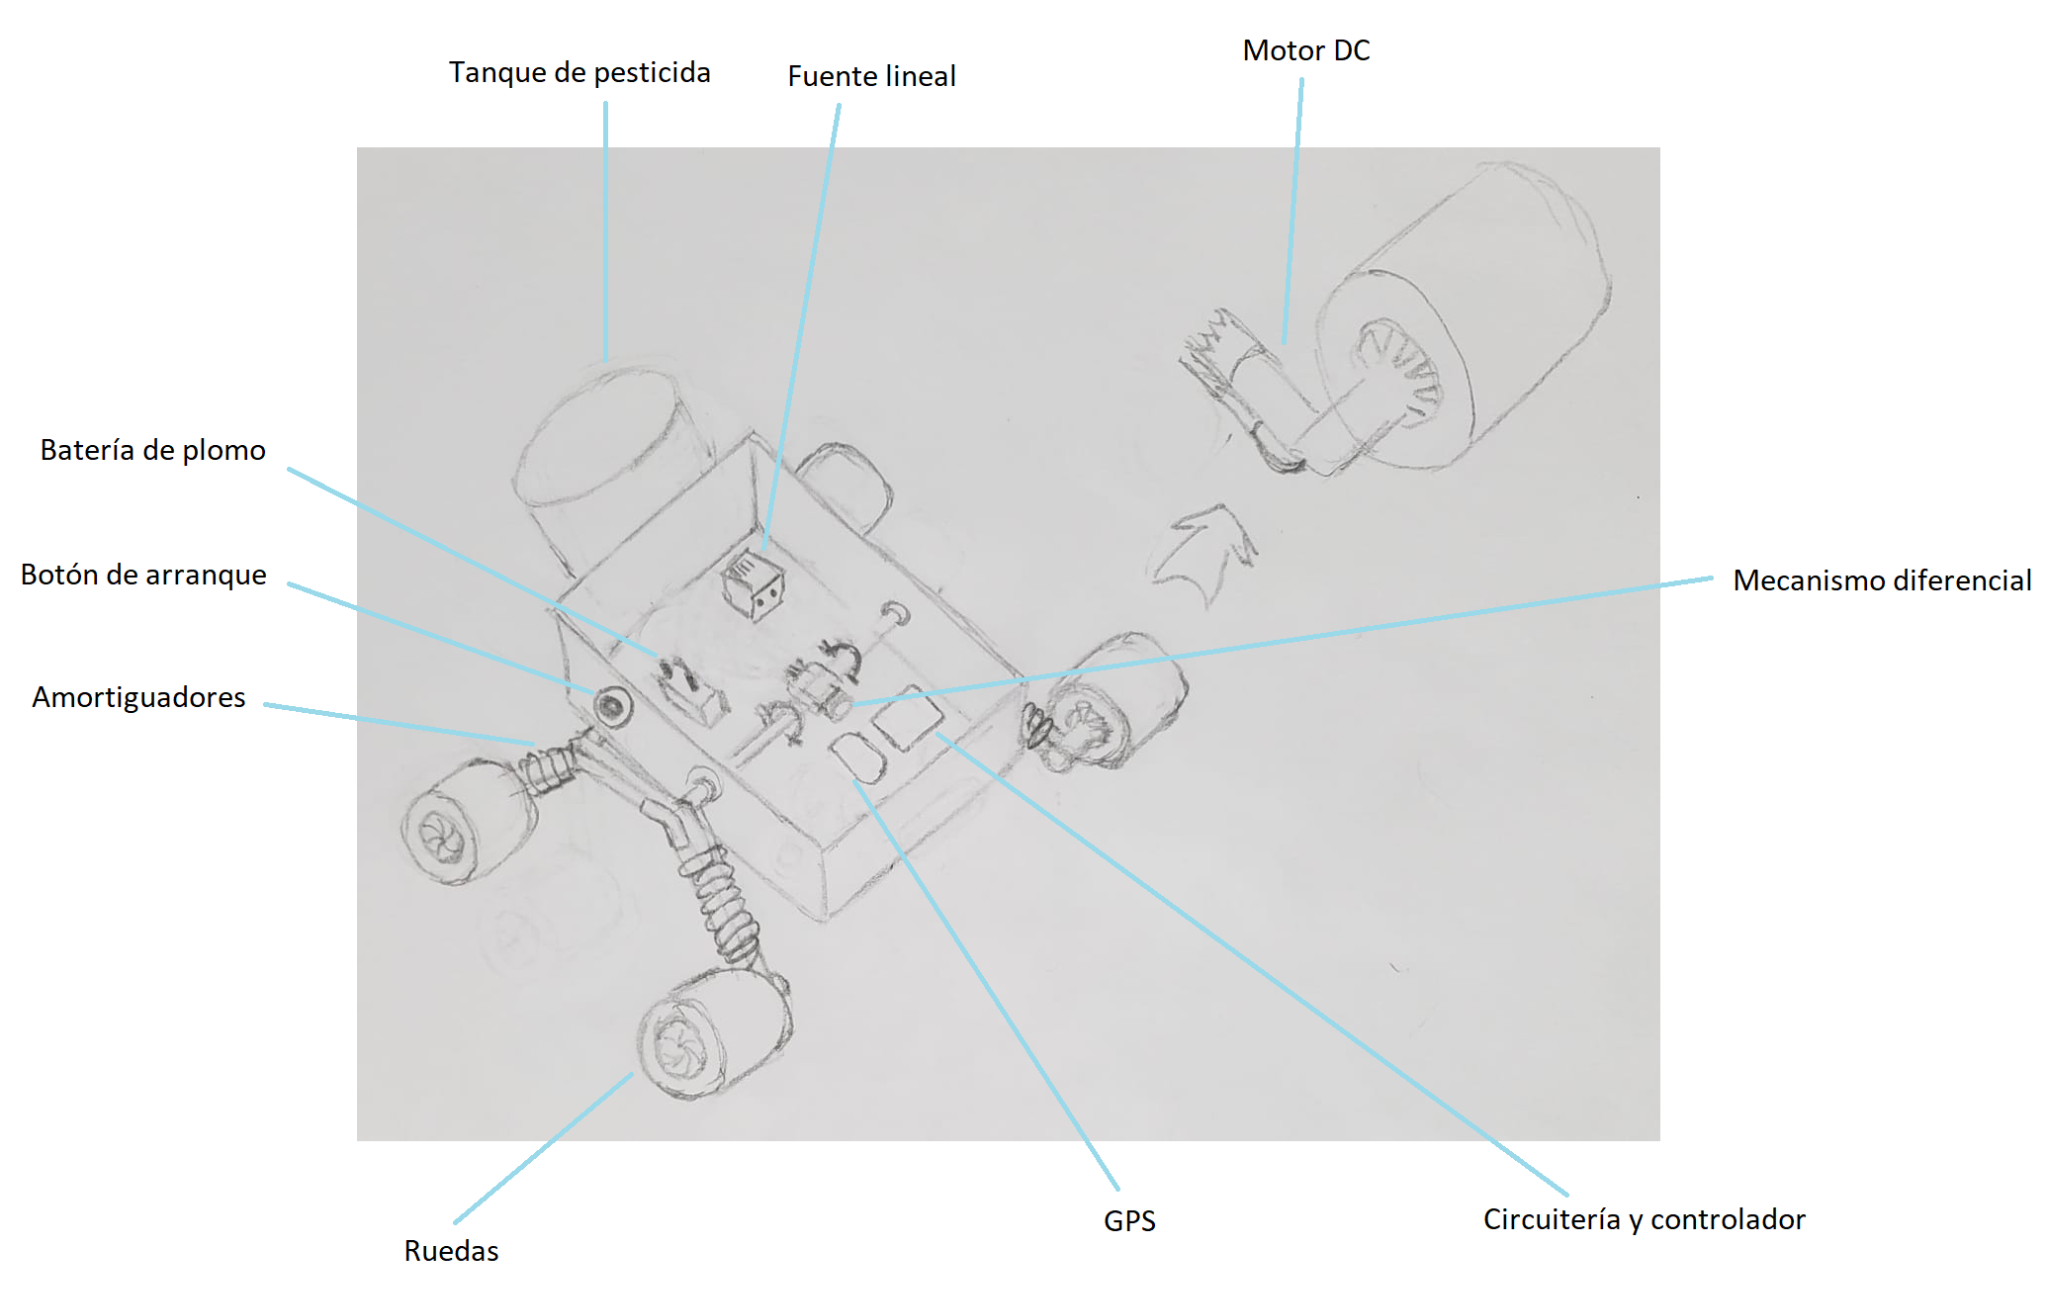 Motor DC
Tanque de pesticida
Fuente lineal
Batería de plomo
Botón de arranque
Mecanismo diferencial
Amortiguadores
GPS
Circuitería y controlador
Ruedas